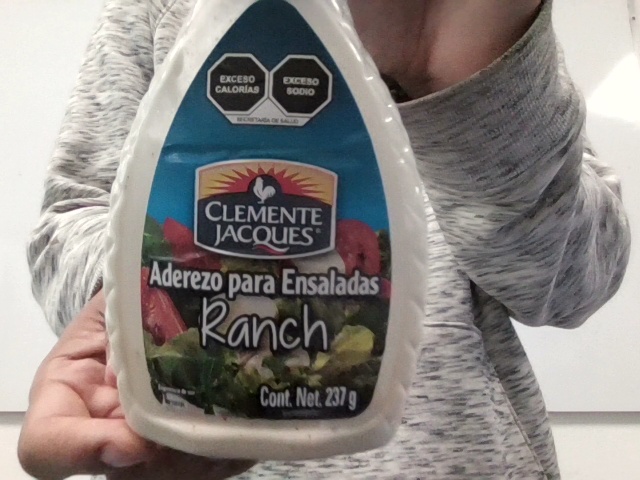 EXCESO
CALORÍAS
EXCESO
SODIO
SECRETARÍA DE SALUD
CLEMENTE
JACQUES®
Aderezo para Ensaladas
Ranch
Cont. Net. 237 g